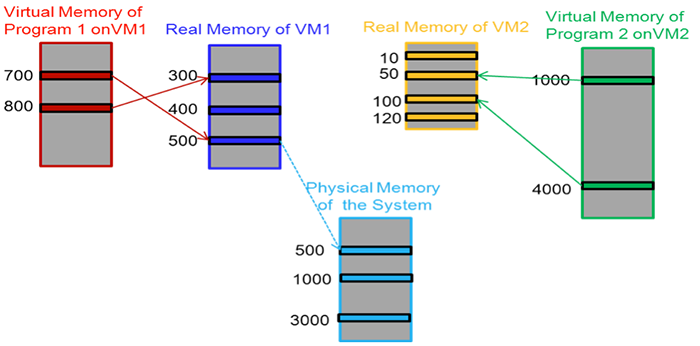 Virtual Memory of
Program 1 onVM1
700
800
Real Memory of VM1
300
400
500
Real Memory of VM2
10
50
100
120
Virtual Memory of
Program 2 onVM2
1000
4000
Physical Memory
of the System
500
1000
3000